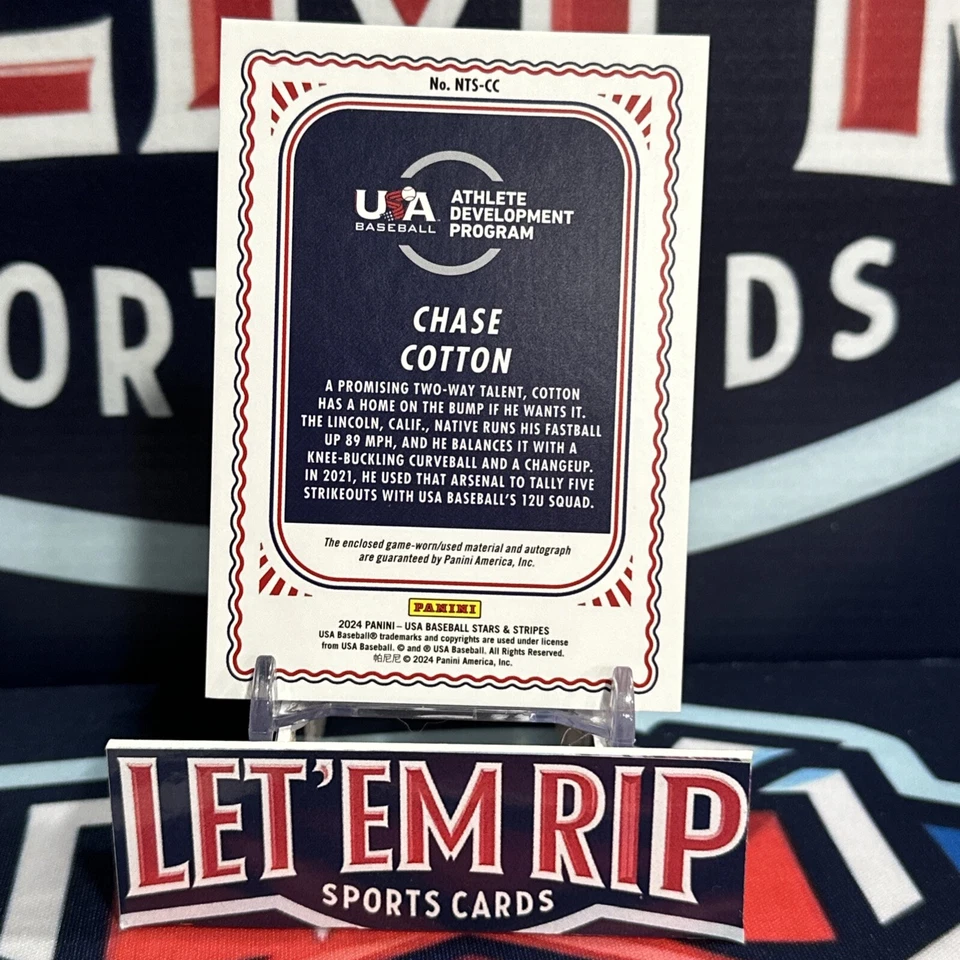 No. NTS-CC
USA
BASEBALL
ATHLETE
DEVELOPMENT
PROGRAM
CHASE
COTTON
A PROMISING TWO-WAY TALENT, COTTON
HAS A HOME ON THE BUMP IF HE WANTS IT.
THE LINCOLN, CALIF., NATIVE RUNS HIS FASTBALL
UP 89 MPH, AND HE BALANCES IT WITH A
KNEE-BUCKLING CURVEBALL AND A CHANGEUP.
IN 2021, HE USED THAT ARSENAL TO TALLY FIVE
STRIKEOUTS WITH USA BASEBALL'S 12U SQUAD.
The enclosed game-worn/used material and autograph
are guaranteed by Panini America, Inc.
PANINI
2024 PANINI – USA BASEBALL STARS & STRIPES
USA Baseball® trademarks and copyrights are used under license
from USA Baseball. © and ® USA Baseball. All Rights Reserved.
帕尼尼 © 2024 Panini America, Inc.
LET'EM RIP
SPORTS CARDS